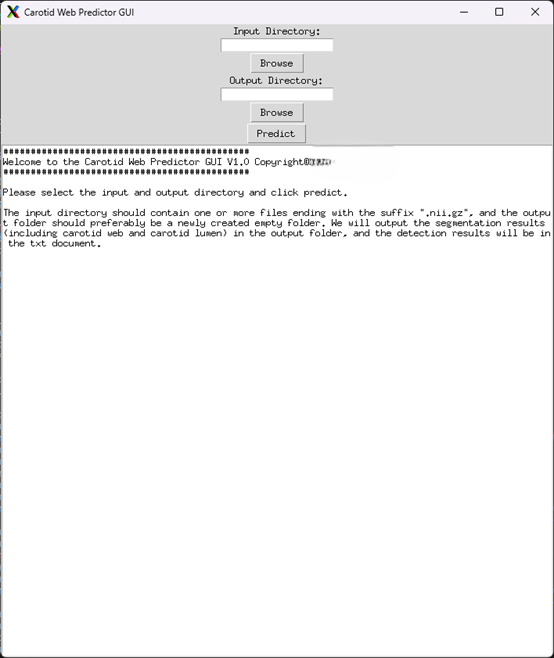 Carotid Web Predictor GUI
Input Directory:
Browse
Output Directory:
Browse
Predict
*********************************************
Welcome to the Carotid Web Predictor GUI V1.0 Copyright@
*********************************************
Please select the input and output directory and click predict.
The input directory should contain one or more files ending with the suffix ".nii.gz", and the outpu
t folder should preferably be a newly created empty folder. We will output the segmentation results
(including carotid web and carotid lumen) in the output folder, and the detection results will be in
the txt document.